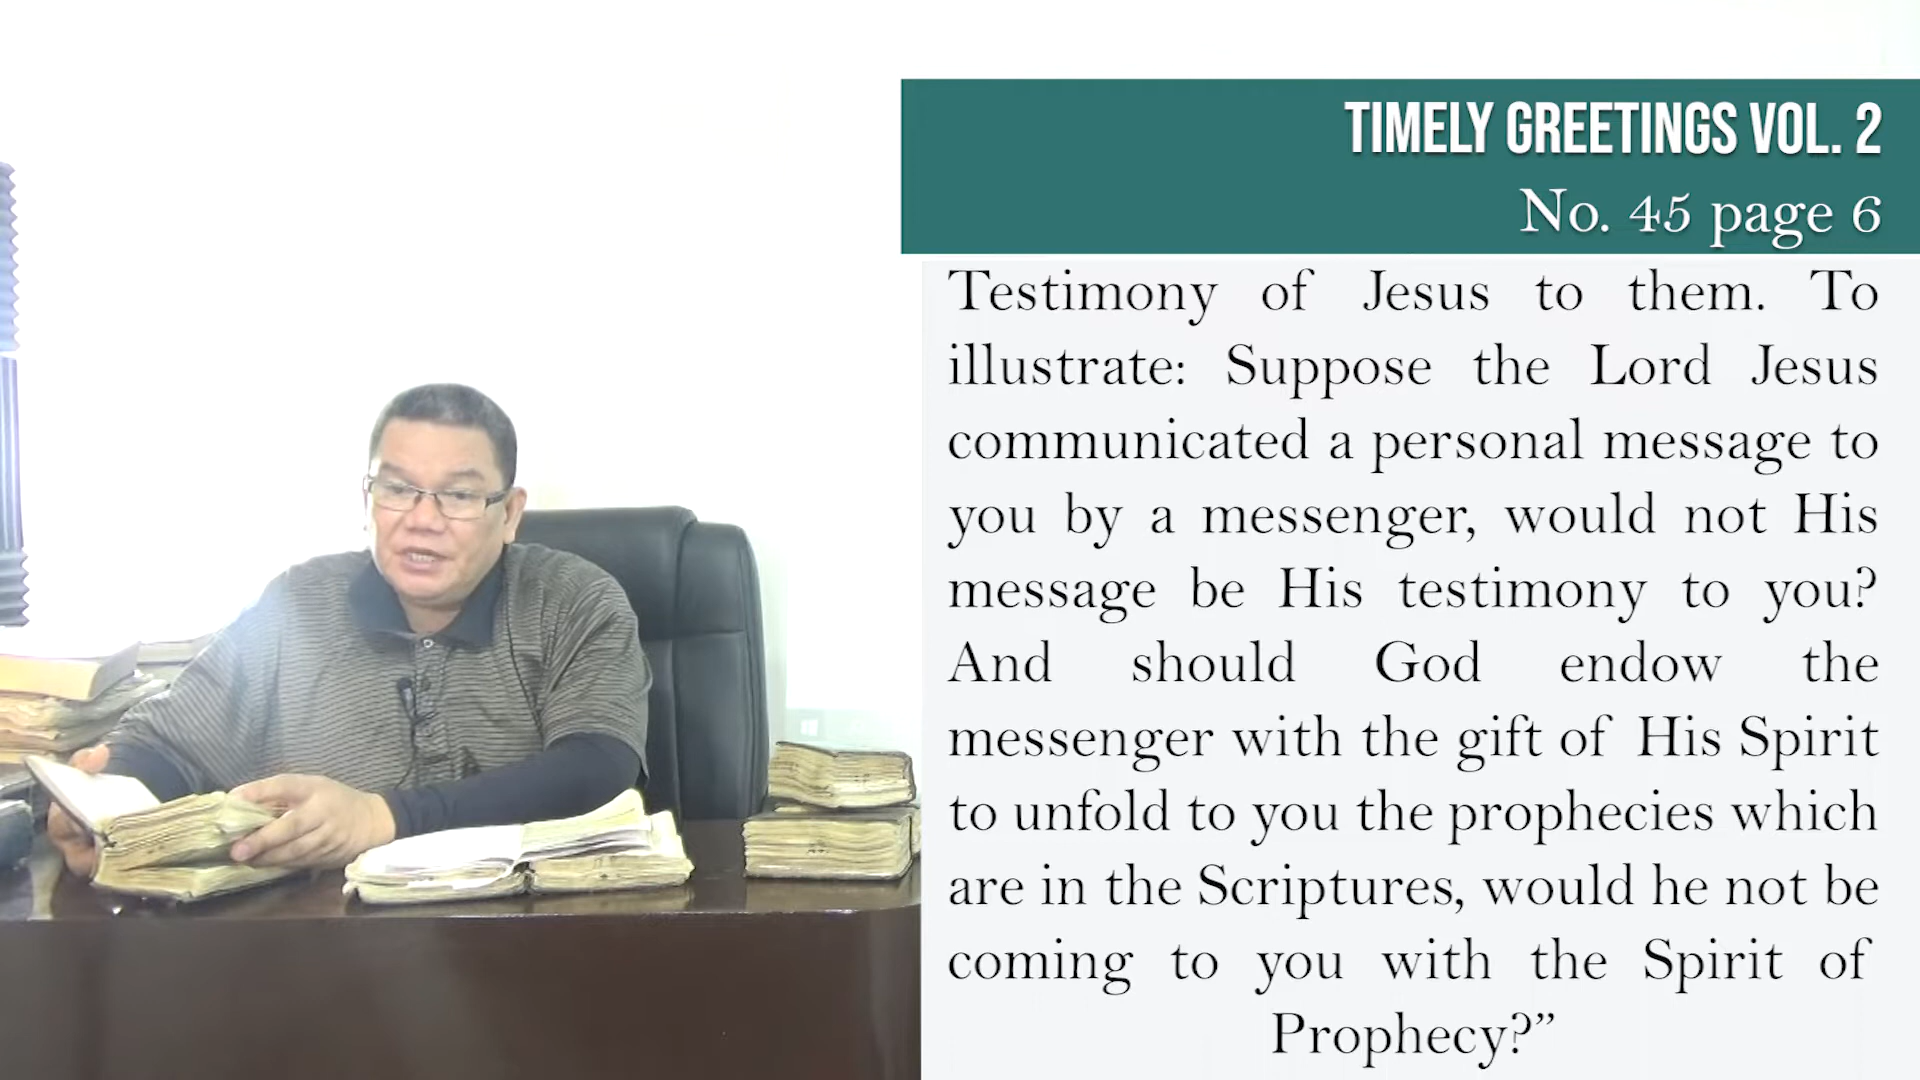 TIMELY GREETINGS VOL. 2
No. 45 page 6
Testimony of Jesus to them. To
illustrate: Suppose the Lord Jesus
communicated a personal message to
you by a messenger, would not His
message be His testimony to you?
And should God endow the
messenger with the gift of His Spirit
to unfold to you the prophecies which
are in the Scriptures, would he not be
coming to you with the Spirit of
Prophecy?”